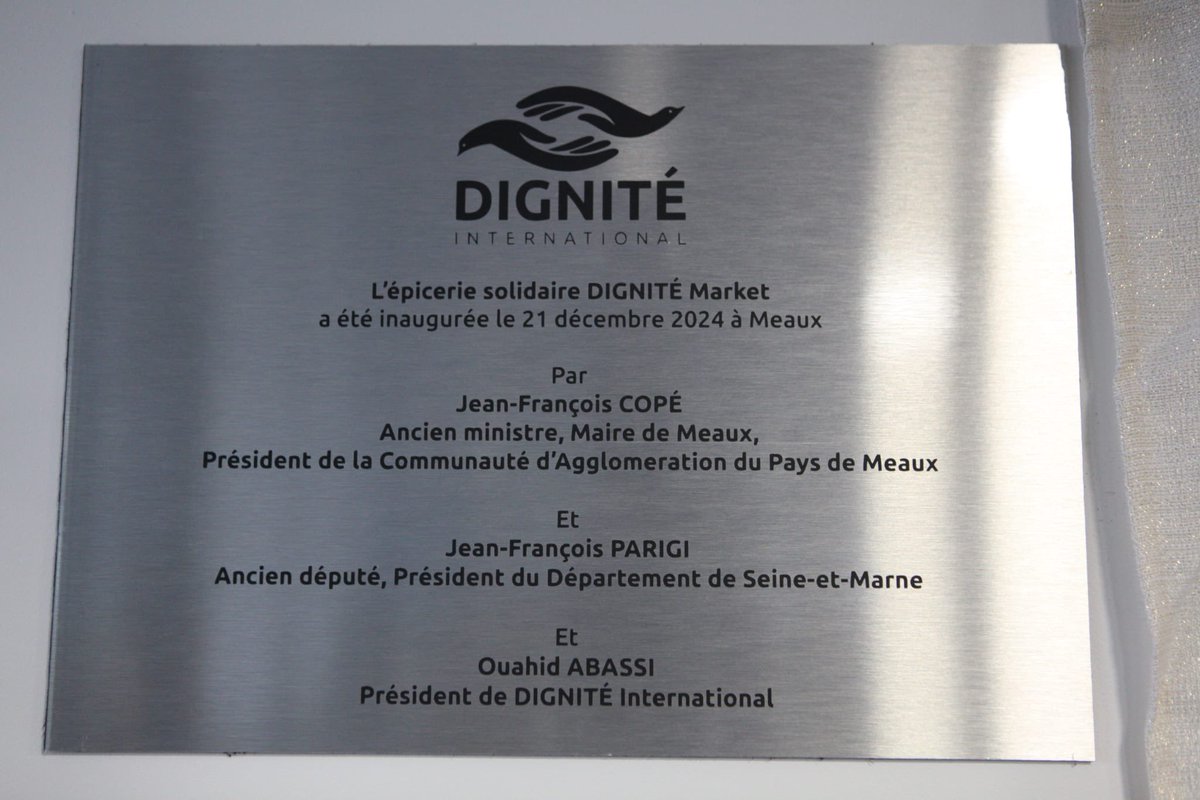 DIGNITÉ
INTERNATIONAL
L'épicerie solidaire DIGNITÉ Market
a été inaugurée le 21 décembre 2024 à Meaux
Par
Jean-François COPÉ
Ancien ministre, Maire de Meaux,
Président de la Communauté d'Agglomeration du Pays de Meaux
Et
Jean-François PARIGI
Ancien député, Président du Département de Seine-et-Marne
Et
Ouahid ABASSI
Président de DIGNITÉ International